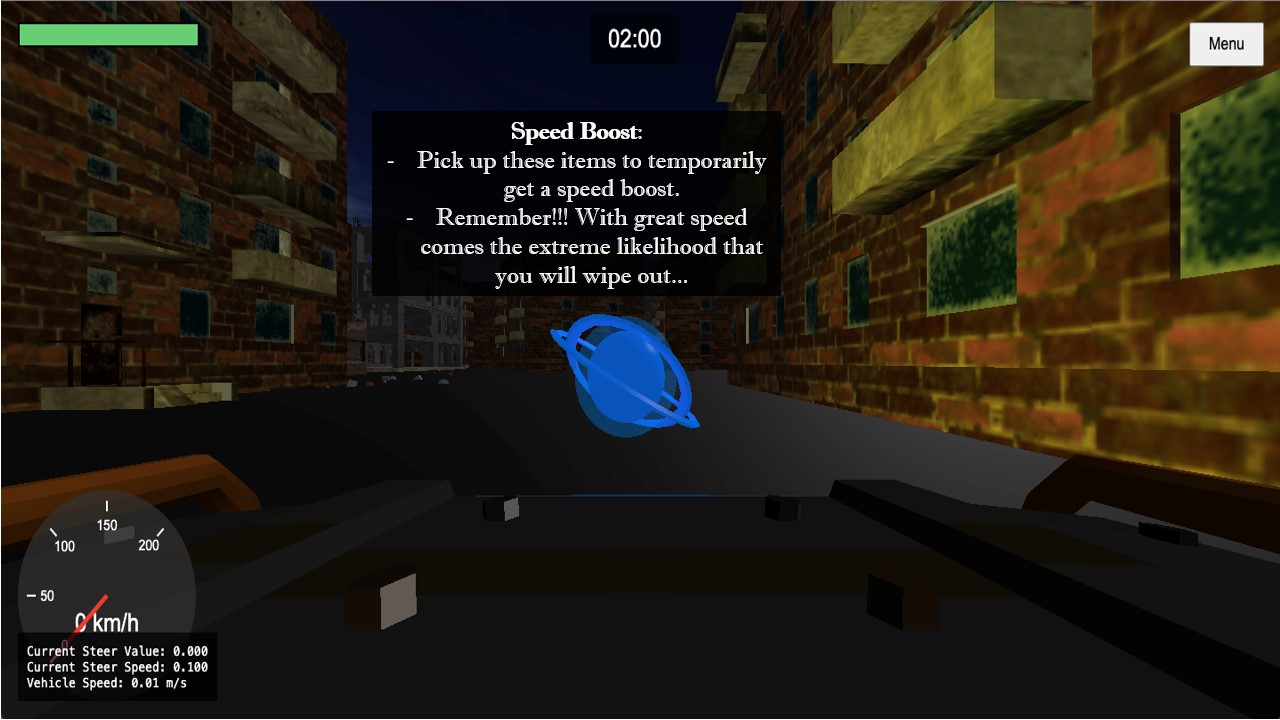 02:00
Menu
Speed Boost:
- Pick up these items to temporarily
get a speed boost.
- Remember!!! With great speed
comes the extreme likelihood that
you will wipe out...
150
100
200
50
0 km/h
0
Current Steer Value: 0.000
Current Steer Speed: 0.100
Vehicle Speed: 0.01 m/s